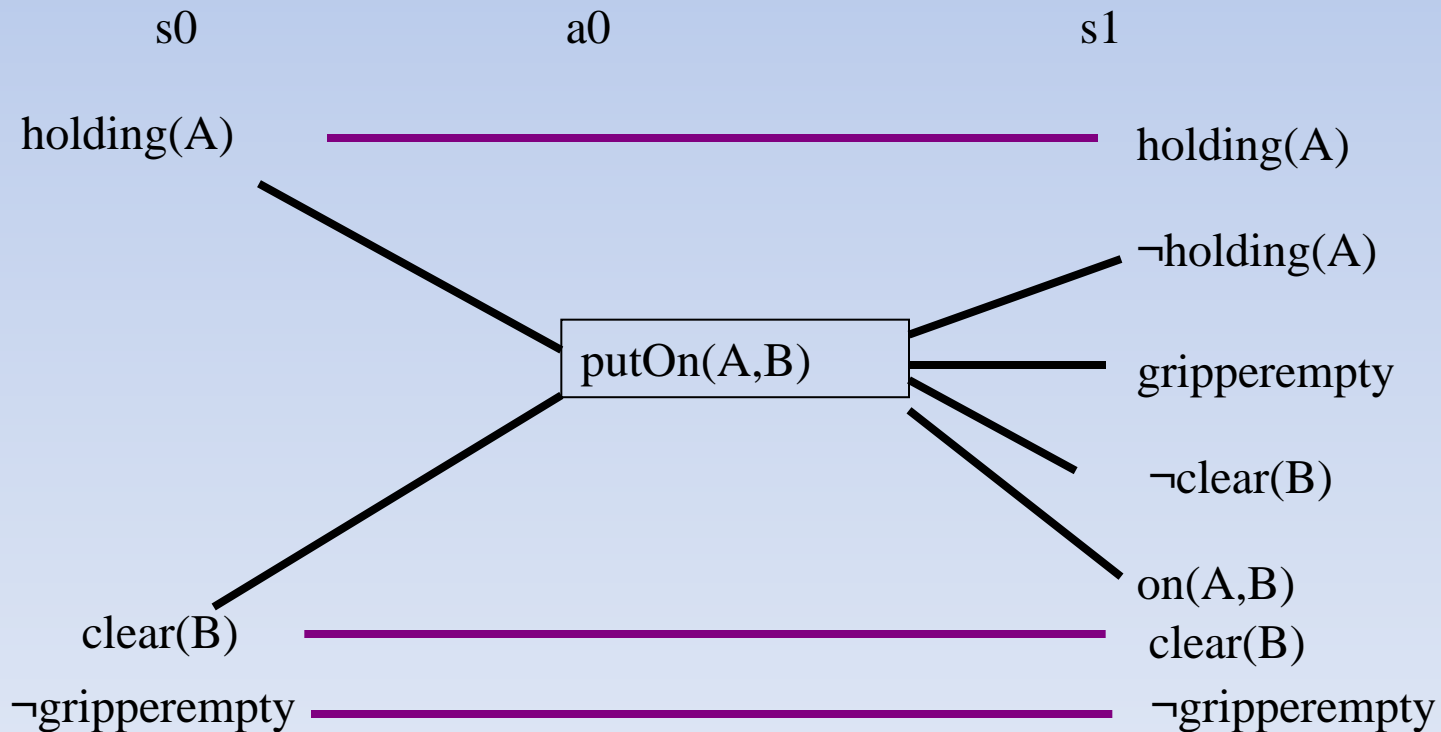 s0 a0 s1
holding(A) holding(A)
¬holding(A)
putOn(A,B) gripperempty
¬clear(B)
on(A,B)
clear(B) clear(B)
¬gripperempty ¬gripperempty